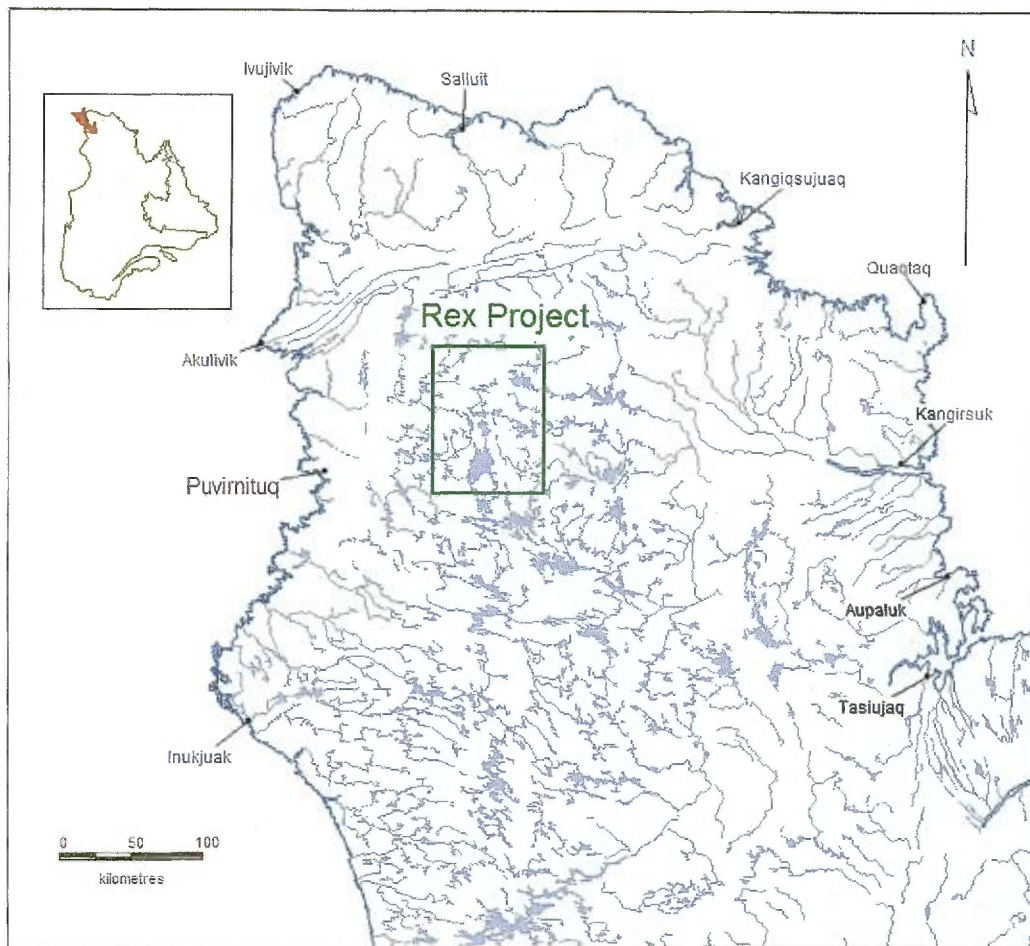 N
Ivujivik
Salluit
Kangiqsujuaq
Quaqtaq
Rex Project
Akulivik
Kangirsuk
Puvirnituq
Aupaluk
Tasiujaq
Inukjuak
0 50 100
kilometres